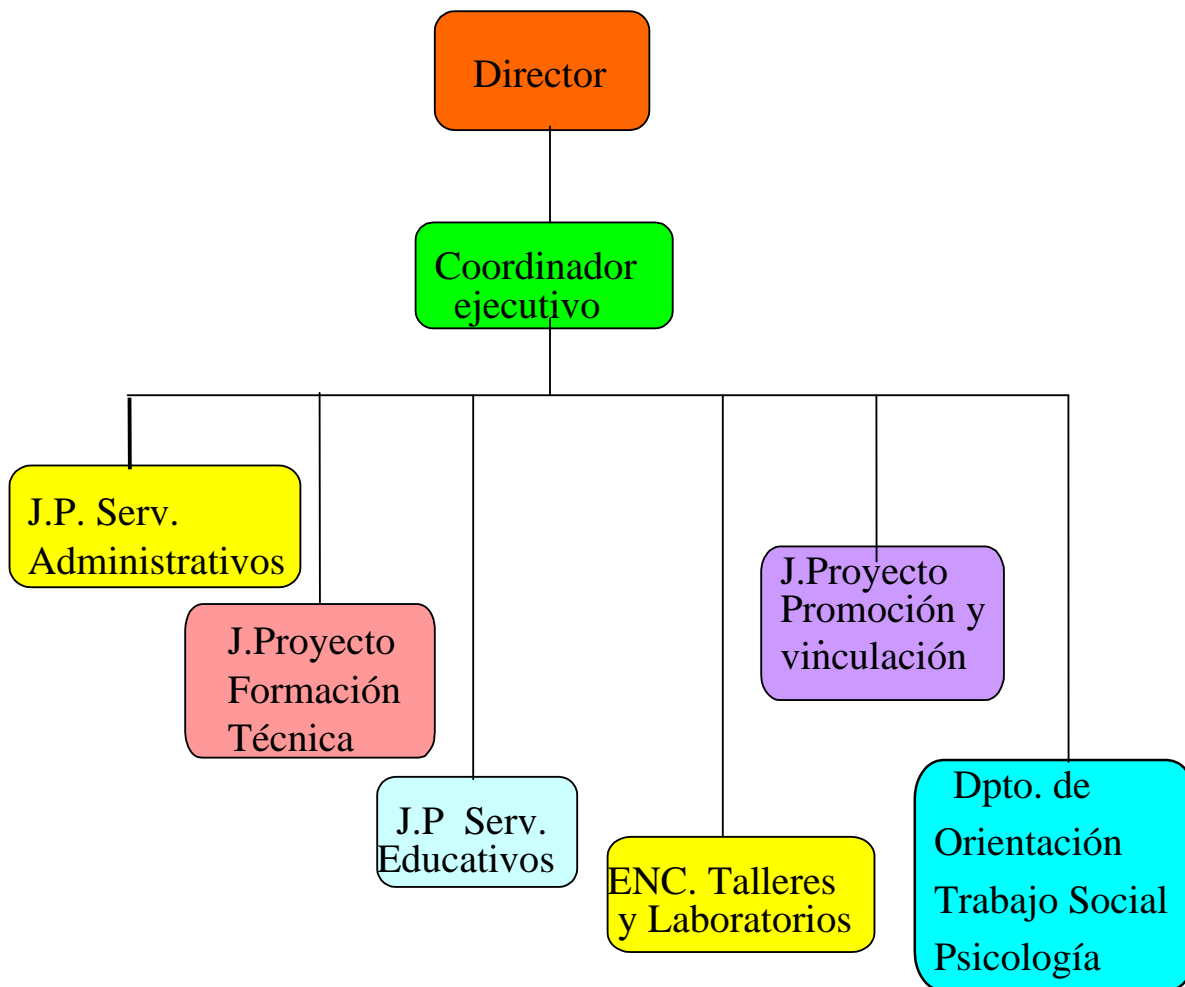 Director
Coordinador
ejecutivo
J.P. Serv.
Administrativos
J.Proyecto
Formación
Técnica
J.P Serv.
Educativos
ENC. Talleres
y Laboratorios
J.Proyecto
Promoción y
vinculación
Dpto. de
Orientación
Trabajo Social
Psicología